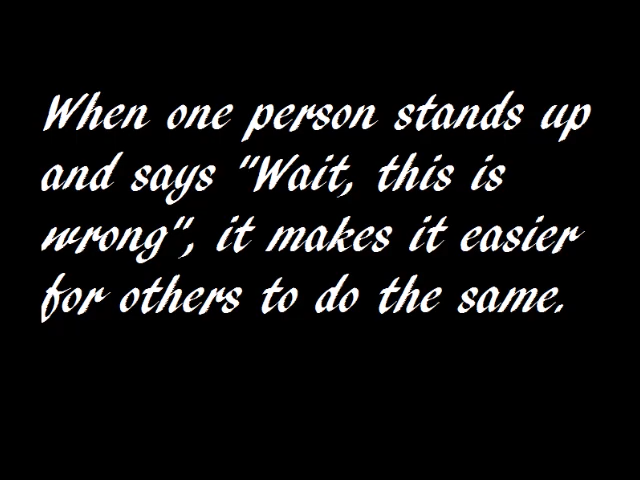 When one person stands up
and says "Wait, this is
wrong", it makes it easier
for others to do the same.